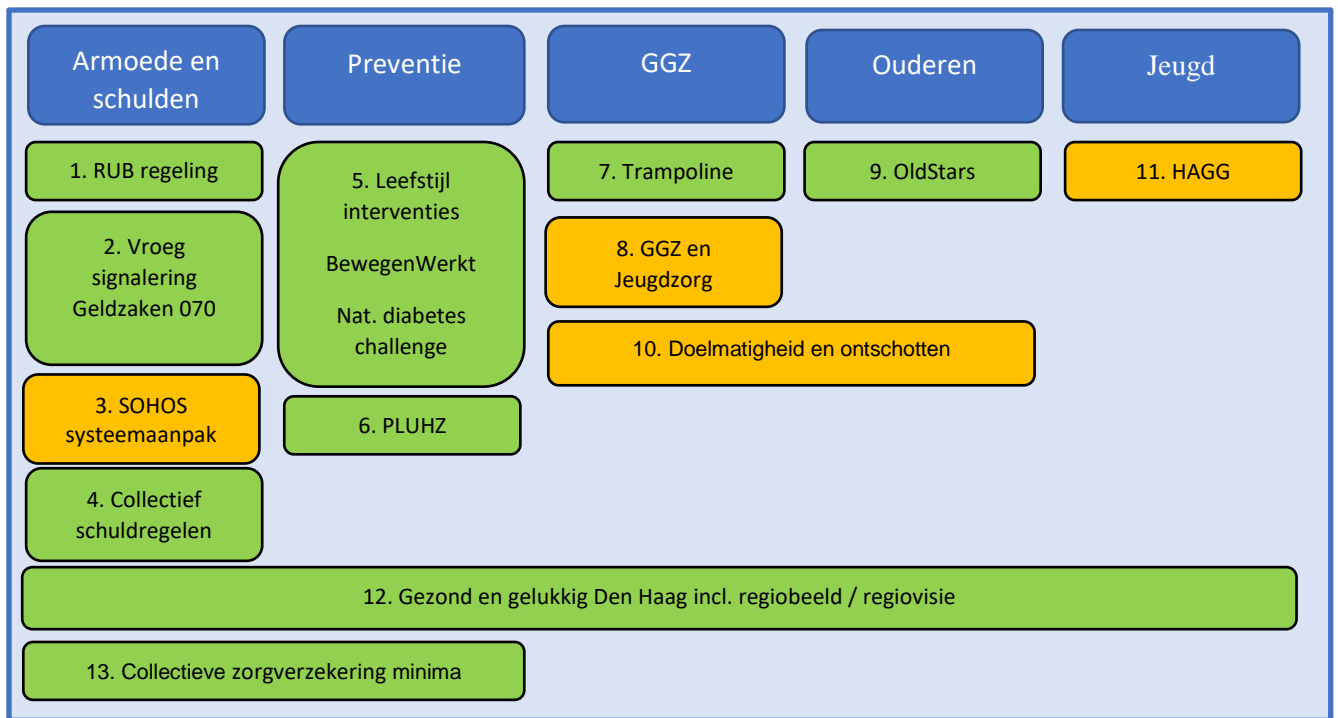 Armoede en
schulden
Preventie
GGZ
Ouderen
Jeugd
1. RUB regeling
2. Vroeg
signalering
Geldzaken 070
3. SOHOS
systeemaanpak
4. Collectief
schuldregelen
5. Leefstijl
interventies
BewegenWerkt
Nat. diabetes
challenge
6. PLUHZ
7. Trampoline
8. GGZ en
Jeugdzorg
9. OldStars
10. Doelmatigheid en ontschotten
11. HAGG
12. Gezond en gelukkig Den Haag incl. regiobeeld / regiovisie
13. Collectieve zorgverzekering minima